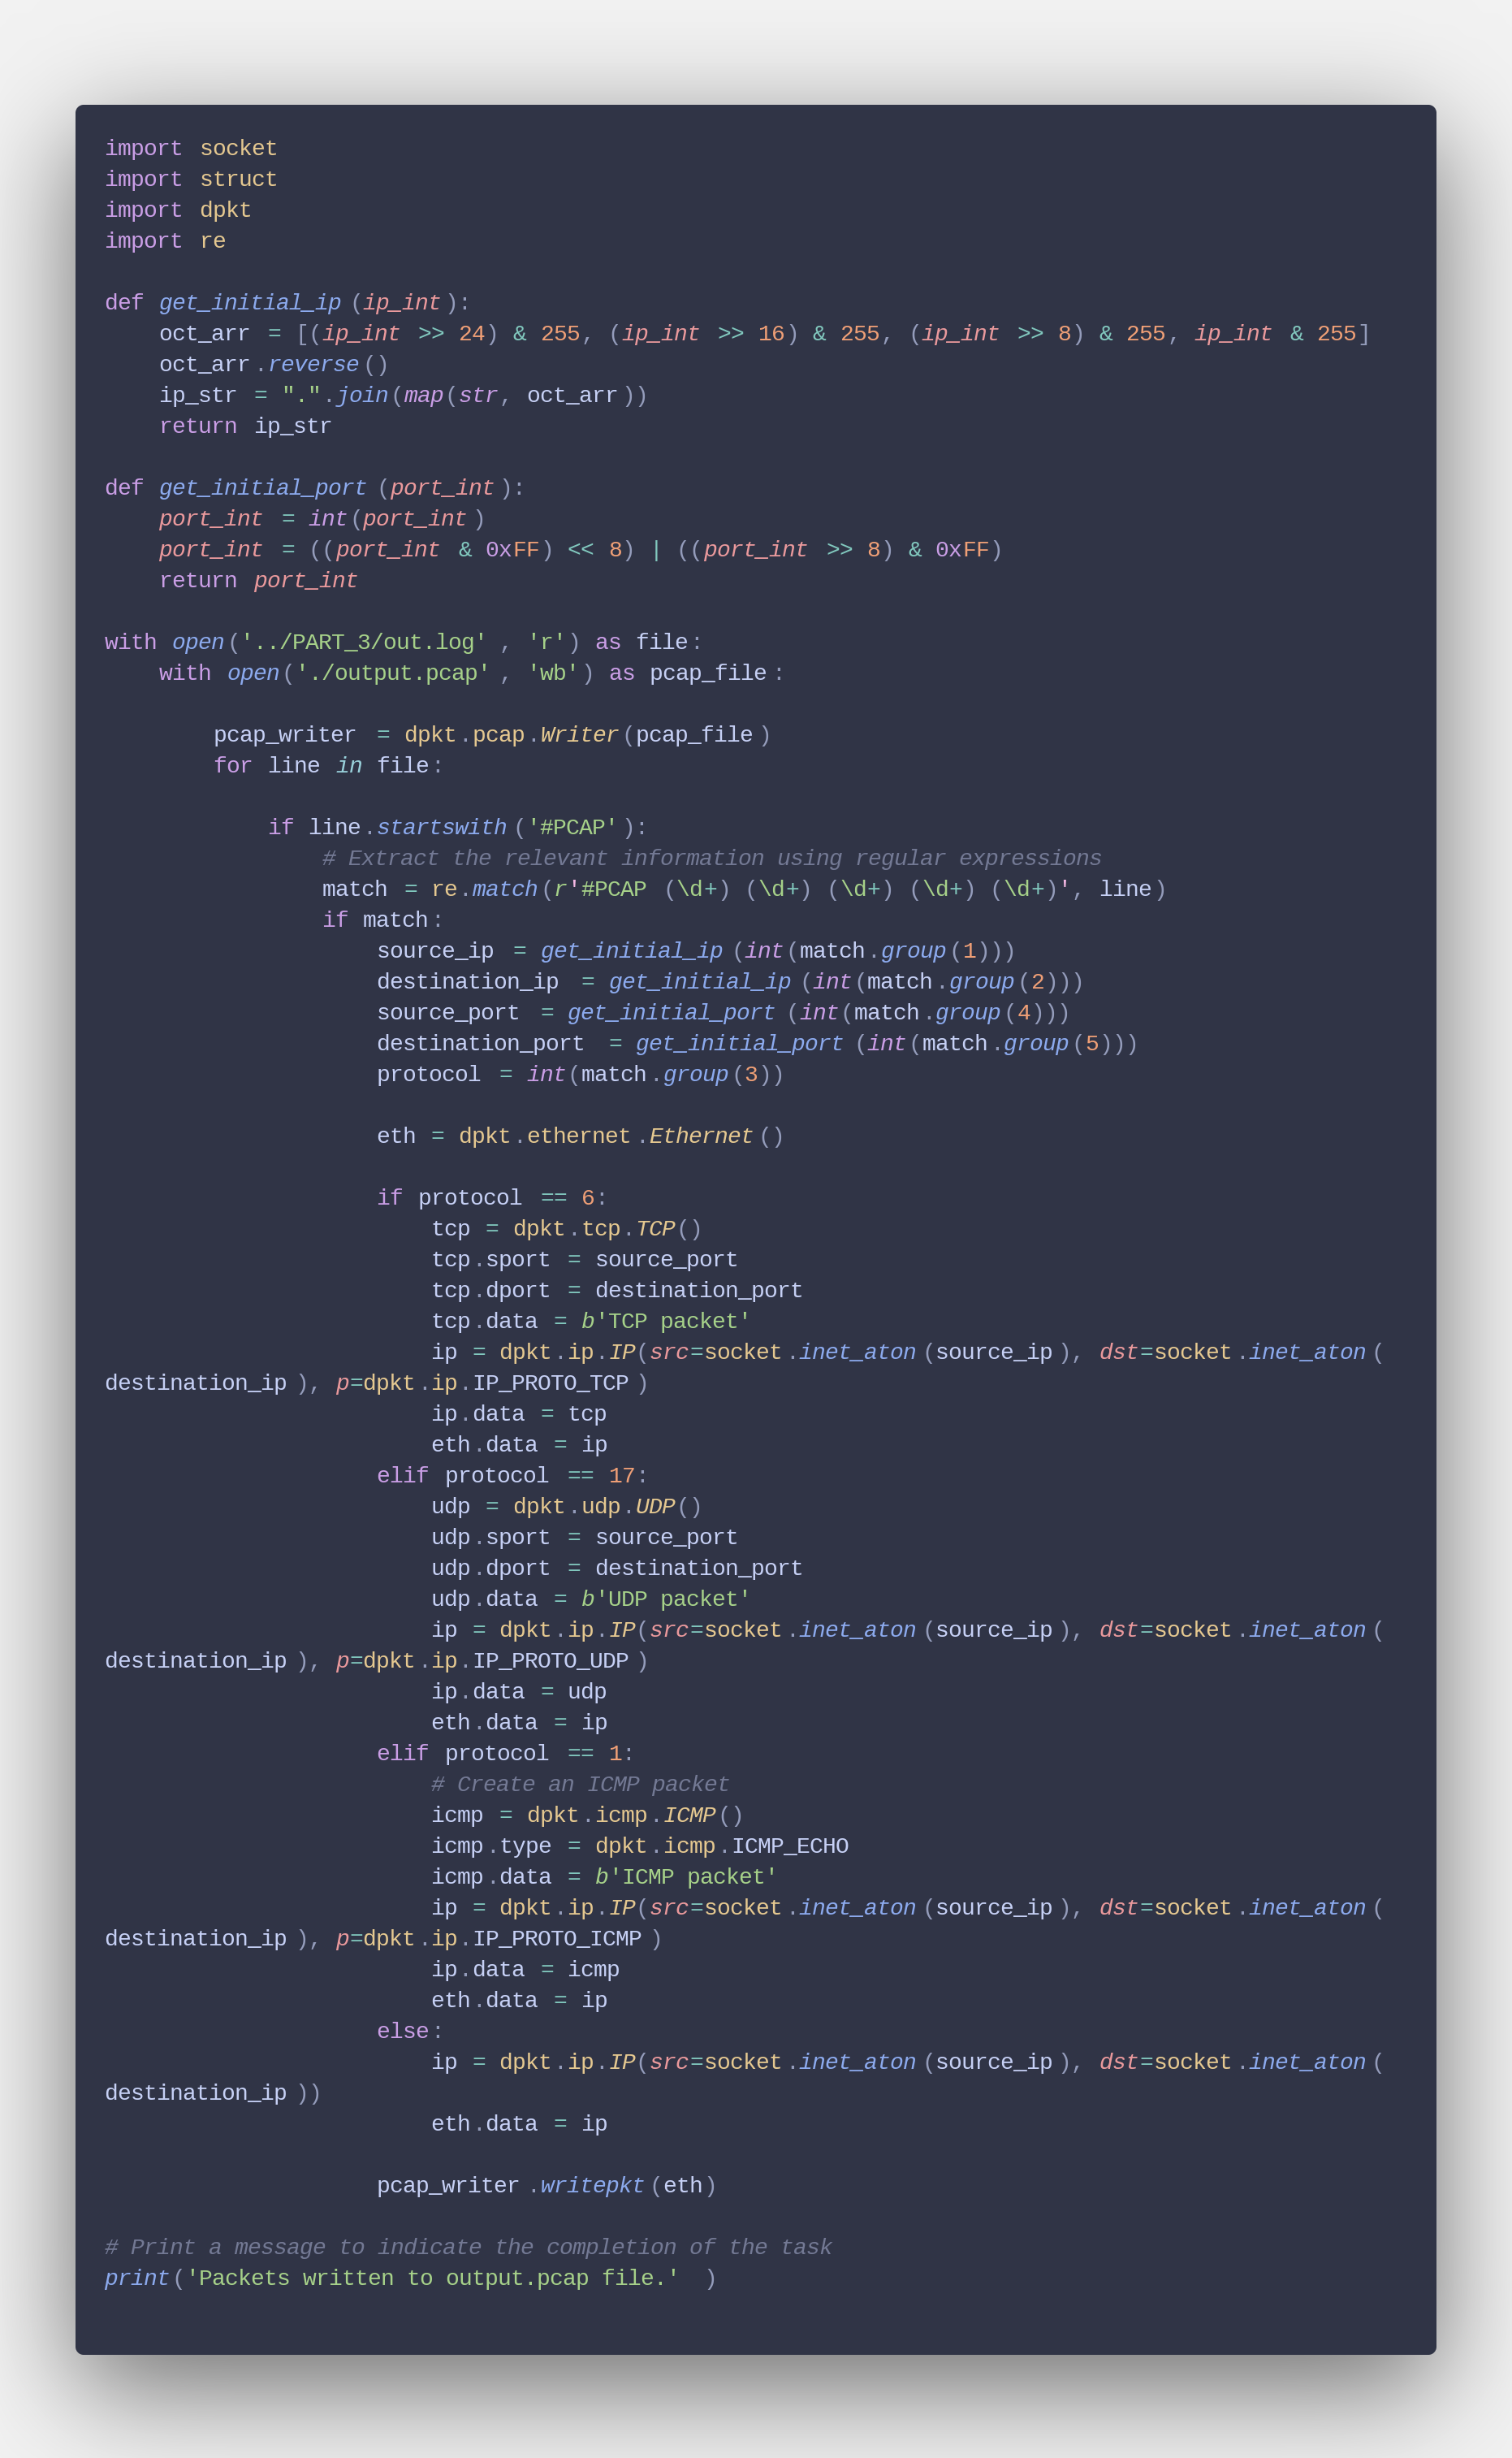 import socket
import struct
import dpkt
import re

def get_initial_ip(ip_int):
    oct_arr = [(ip_int >> 24) & 255, (ip_int >> 16) & 255, (ip_int >> 8) & 255, ip_int & 255]
    oct_arr.reverse()
    ip_str = ".".join(map(str, oct_arr))
    return ip_str

def get_initial_port(port_int):
    port_int = int(port_int)
    port_int = ((port_int & 0xFF) << 8) | ((port_int >> 8) & 0xFF)
    return port_int

with open('../PART_3/out.log', 'r') as file:
    with open('./output.pcap', 'wb') as pcap_file:

        pcap_writer = dpkt.pcap.Writer(pcap_file)
        for line in file:

            if line.startswith('#PCAP'):
                # Extract the relevant information using regular expressions
                match = re.match(r'#PCAP (\d+) (\d+) (\d+) (\d+) (\d+)', line)
                if match:
                    source_ip = get_initial_ip(int(match.group(1)))
                    destination_ip = get_initial_ip(int(match.group(2)))
                    source_port = get_initial_port(int(match.group(4)))
                    destination_port = get_initial_port(int(match.group(5)))
                    protocol = int(match.group(3))

                    eth = dpkt.ethernet.Ethernet()

                    if protocol == 6:
                        tcp = dpkt.tcp.TCP()
                        tcp.sport = source_port
                        tcp.dport = destination_port
                        tcp.data = b'TCP packet'
                        ip = dpkt.ip.IP(src=socket.inet_aton(source_ip), dst=socket.inet_aton(
destination_ip), p=dpkt.ip.IP_PROTO_TCP)
                        ip.data = tcp
                        eth.data = ip
                    elif protocol == 17:
                        udp = dpkt.udp.UDP()
                        udp.sport = source_port
                        udp.dport = destination_port
                        udp.data = b'UDP packet'
                        ip = dpkt.ip.IP(src=socket.inet_aton(source_ip), dst=socket.inet_aton(
destination_ip), p=dpkt.ip.IP_PROTO_UDP)
                        ip.data = udp
                        eth.data = ip
                    elif protocol == 1:
                        # Create an ICMP packet
                        icmp = dpkt.icmp.ICMP()
                        icmp.type = dpkt.icmp.ICMP_ECHO
                        icmp.data = b'ICMP packet'
                        ip = dpkt.ip.IP(src=socket.inet_aton(source_ip), dst=socket.inet_aton(
destination_ip), p=dpkt.ip.IP_PROTO_ICMP)
                        ip.data = icmp
                        eth.data = ip
                    else:
                        ip = dpkt.ip.IP(src=socket.inet_aton(source_ip), dst=socket.inet_aton(
destination_ip))
                        eth.data = ip

                    pcap_writer.writepkt(eth)

# Print a message to indicate the completion of the task
print('Packets written to output.pcap file.')